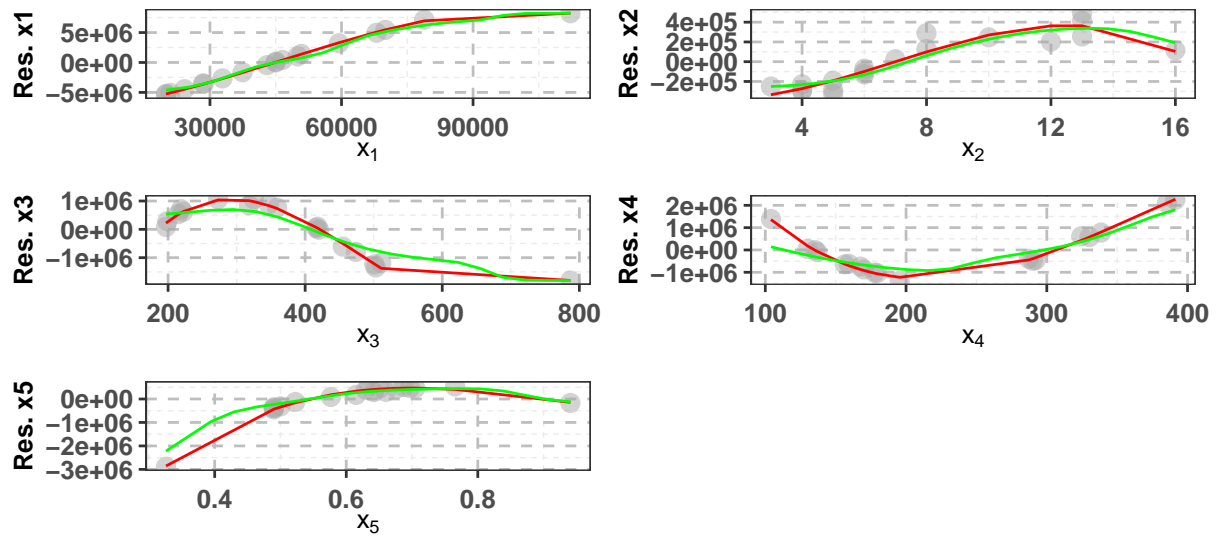 Res. x1
5e+06
0e+00
−5e+06
30000 60000 90000
x1
Res. x2
4e+05
2e+05
0e+00
−2e+05
4 8 12 16
x2
Res. x3
1e+06
0e+00
−1e+06
200 400 600 800
x3
Res. x4
2e+06
1e+06
0e+00
−1e+06
100 200 300 400
x4
Res. x5
0e+00
−1e+06
−2e+06
−3e+06
0.4 0.6 0.8
x5